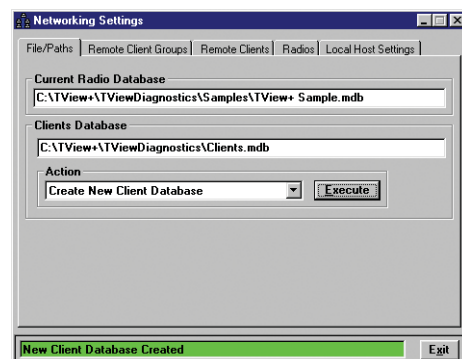 Networking Settings
File/Paths Remote Client Groups Remote Clients Radios Local Host Settings
Current Radio Database
C:\TView+\TViewDiagnostics\Samples\TView+ Sample.mdb
Clients Database
C:\TView+\TViewDiagnostics\Clients.mdb
Action
Create New Client Database Execute
New Client Database Created Exit